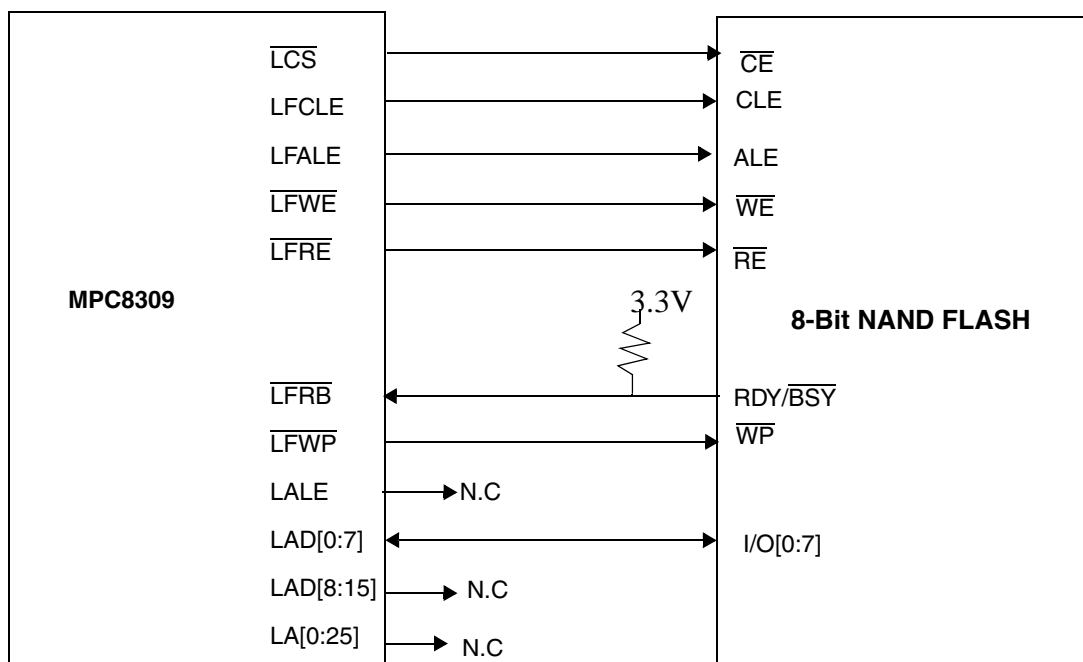 LCS CE
LFCLE CLE
LFALE ALE
LFWE WE
LFRE RE
MPC8309 3.3V 8-Bit NAND FLASH
LFRB RDY/BSY
LFWP WP
LALE N.C
LAD[0:7] I/O[0:7]
LAD[8:15] N.C
LA[0:25] N.C